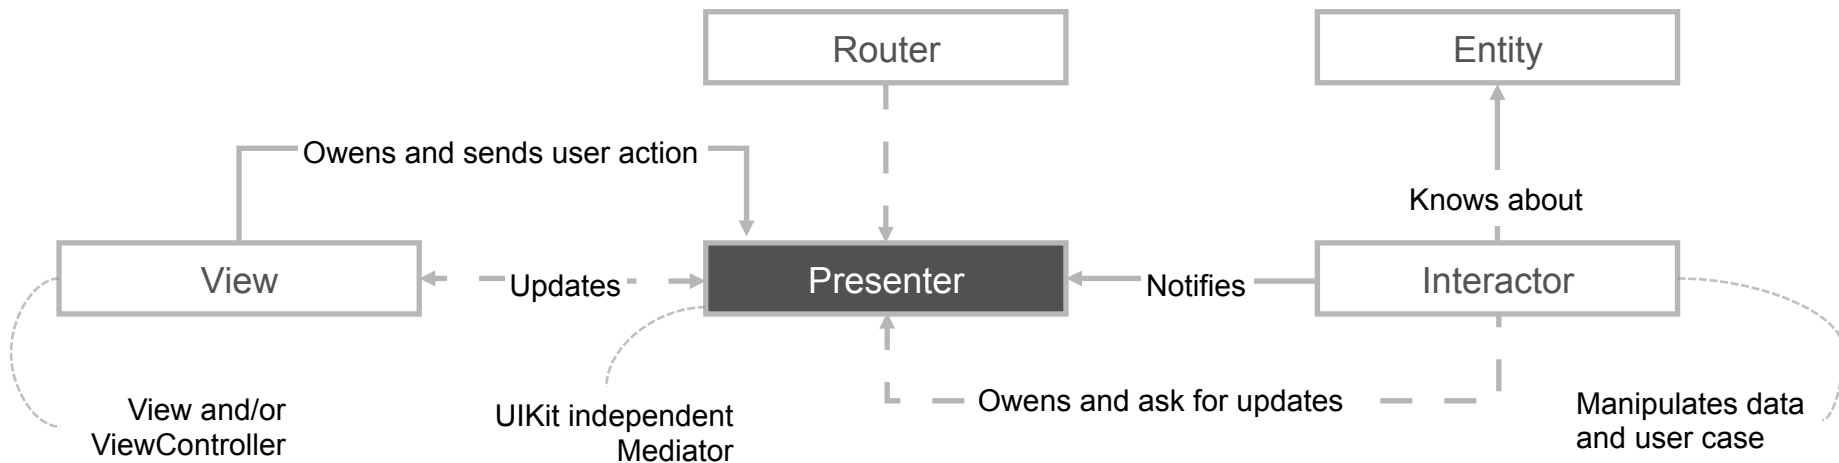 Router
Entity
Owens and sends user action
Knows about
View
Updates
Presenter
Notifies
Interactor
View and/or
ViewController
UIKit independent
Mediator
Owens and ask for updates
Manipulates data
and user case